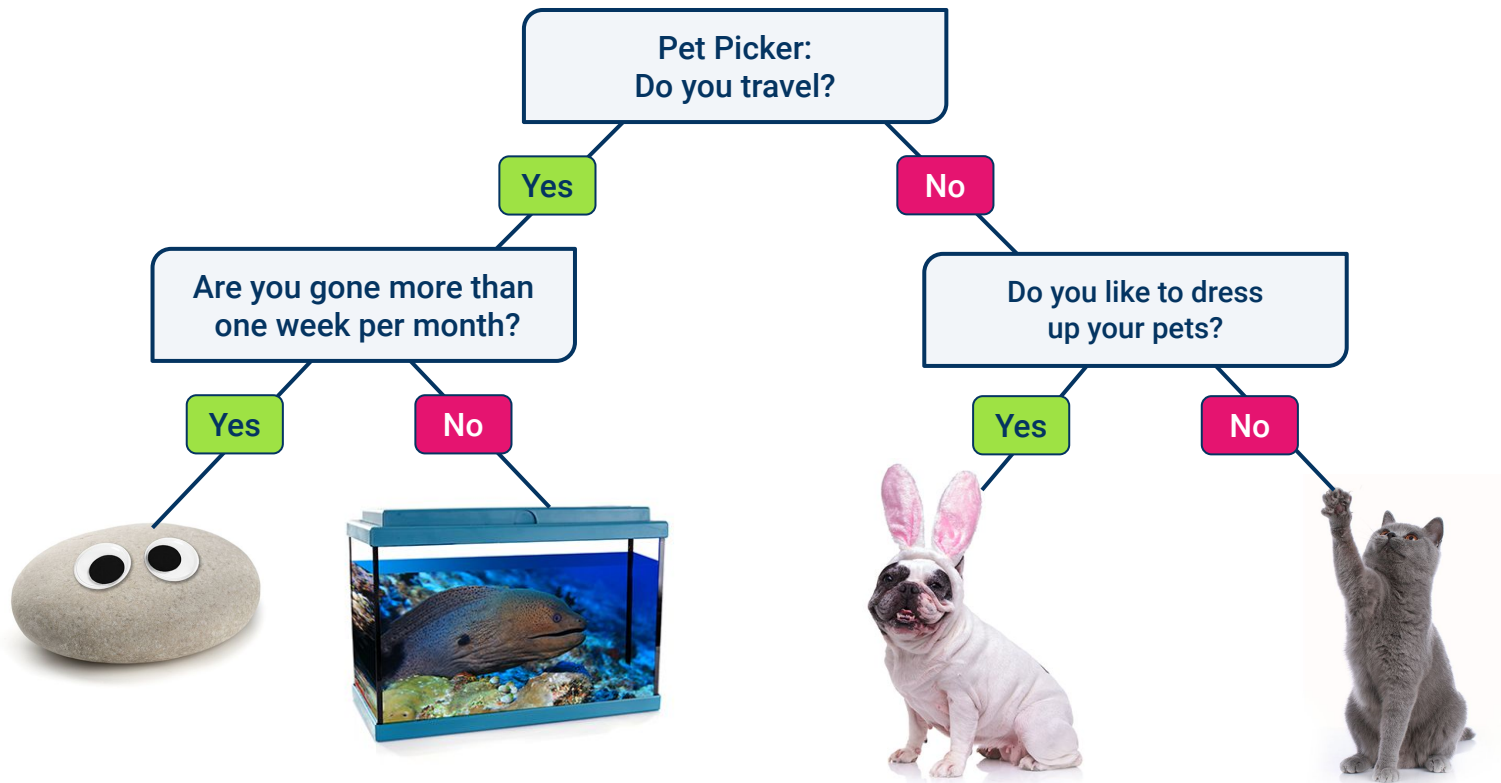 Pet Picker:
Do you travel?
Yes
No
Are you gone more than
one week per month?
Do you like to dress
up your pets?
Yes
No
Yes
No